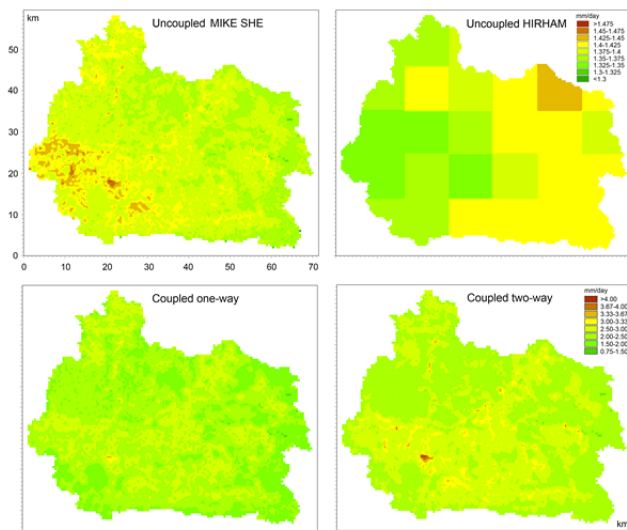 km
Uncoupled MIKE SHE
50
40
30
20
10
0
0 10 20 30 40 50 60 70
Uncoupled HIRHAM
mm/day
>1.475
1.45-1.475
1.425-1.45
1.4-1.425
1.375-1.4
1.35-1.375
1.325-1.35
1.3-1.325
<1.3
Coupled one-way
Coupled two-way
mm/day
>4.00
3.67-4.00
3.33-3.67
3.00-3.33
2.50-3.00
2.00-2.50
1.50-2.00
0.75-1.50
km